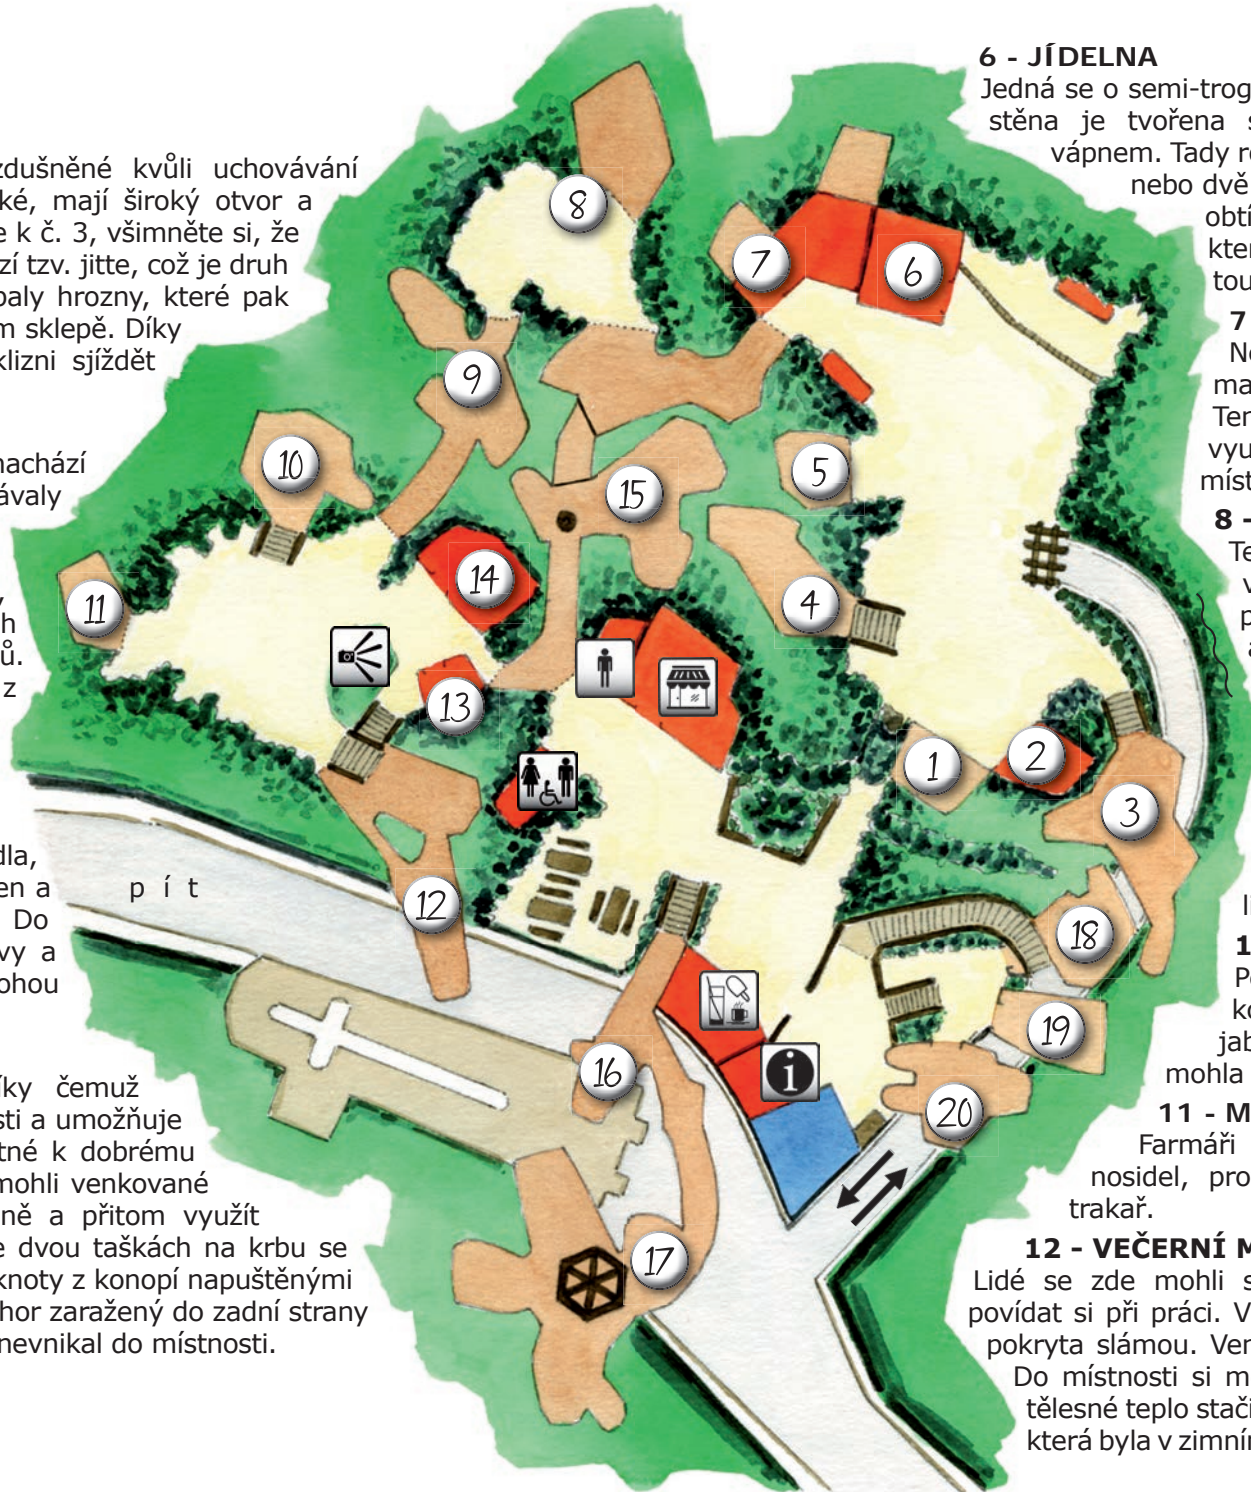 zdušněné kvůli uchovávání
ké, mají široký otvor a
e k č. 3, všimněte si, že
zí tzv. jitte, což je druh
paly hrozny, které pak
m sklepě. Díky
klizni sjíždět
nachází
ávaly
h
ů.
z
dla,
en a
Do
vy a
ohou
íky čemuž
sti a umožňuje
tné k dobrému
mohli venkované
ně a přitom využít
e dvou taškách na krbu se
knoty z konopí napuštěnými
hor zaražený do zadní strany
nevnikal do místnosti.
pít
8
7
6
9
10
5
15
14
4
11
13
1
2
3
12
18
19
16
20
17
i
6 - JÍDELNA
Jedná se o semi-trog
stěna je tvořena s
vápnem. Tady r
nebo dvě
obtí
kter
tou
7
N
ma
Ter
využ
míst
8 -
Te
v
p
a
li
1
P
ko
jab
mohla
11 - M
Farmáři
nosidel, pro
trakař.
12 - VEČERNÍ M
Lidé se zde mohli s
povídat si při práci. V
pokryta slámou. Ver
Do místnosti si m
tělesné teplo stači
která byla v zimnír